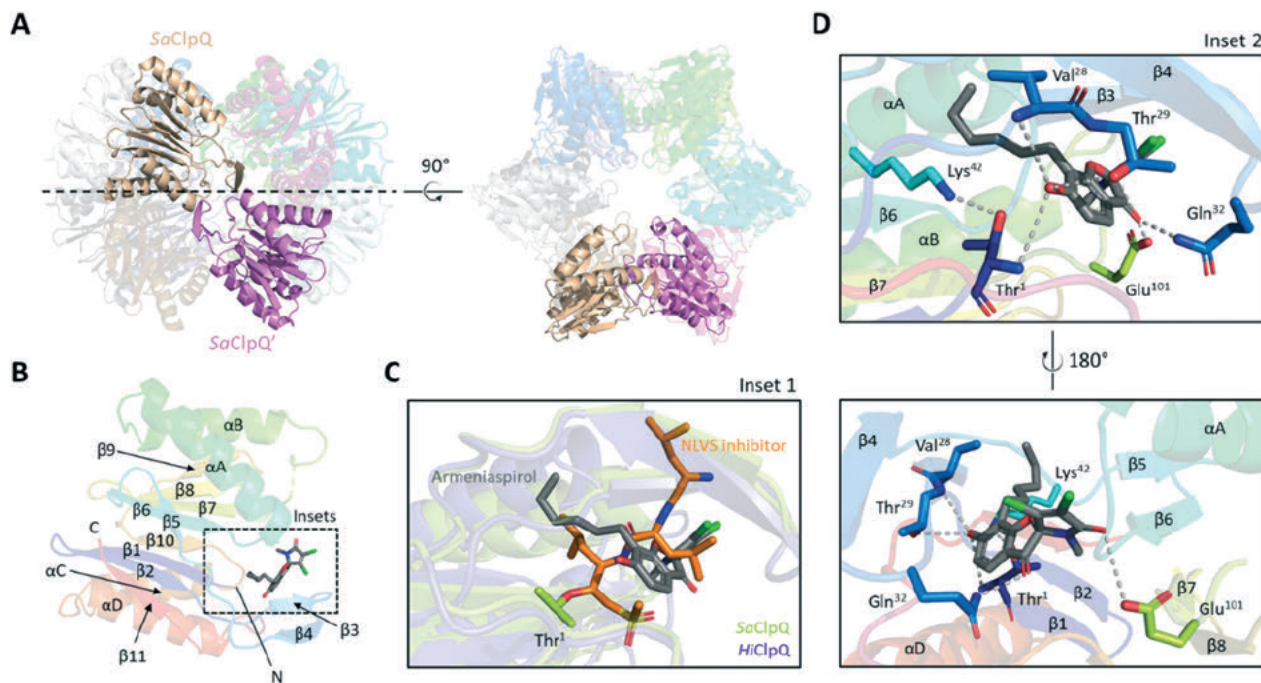 A
SaClpQ
SaClpQ’
90°
B
αB
β9
αA
β8
β6
β7
β5
Insets
C
β10
β1
β2
αC
αD
β3
β4
β11
N
C
Inset 1
NLVS inhibitor
Armeniaspirol
Thr1
SaClpQ
HiClpQ
D
Inset 2
Val28
β4
αA
β3
Thr29
Lys42
β6
Gln32
αB
β7
Thr1
Glu101
180°
β4
Val28
αA
Lys42
β5
Thr29
β6
Gln32
Thr1
β2
β7
Glu101
β1
αD
β8